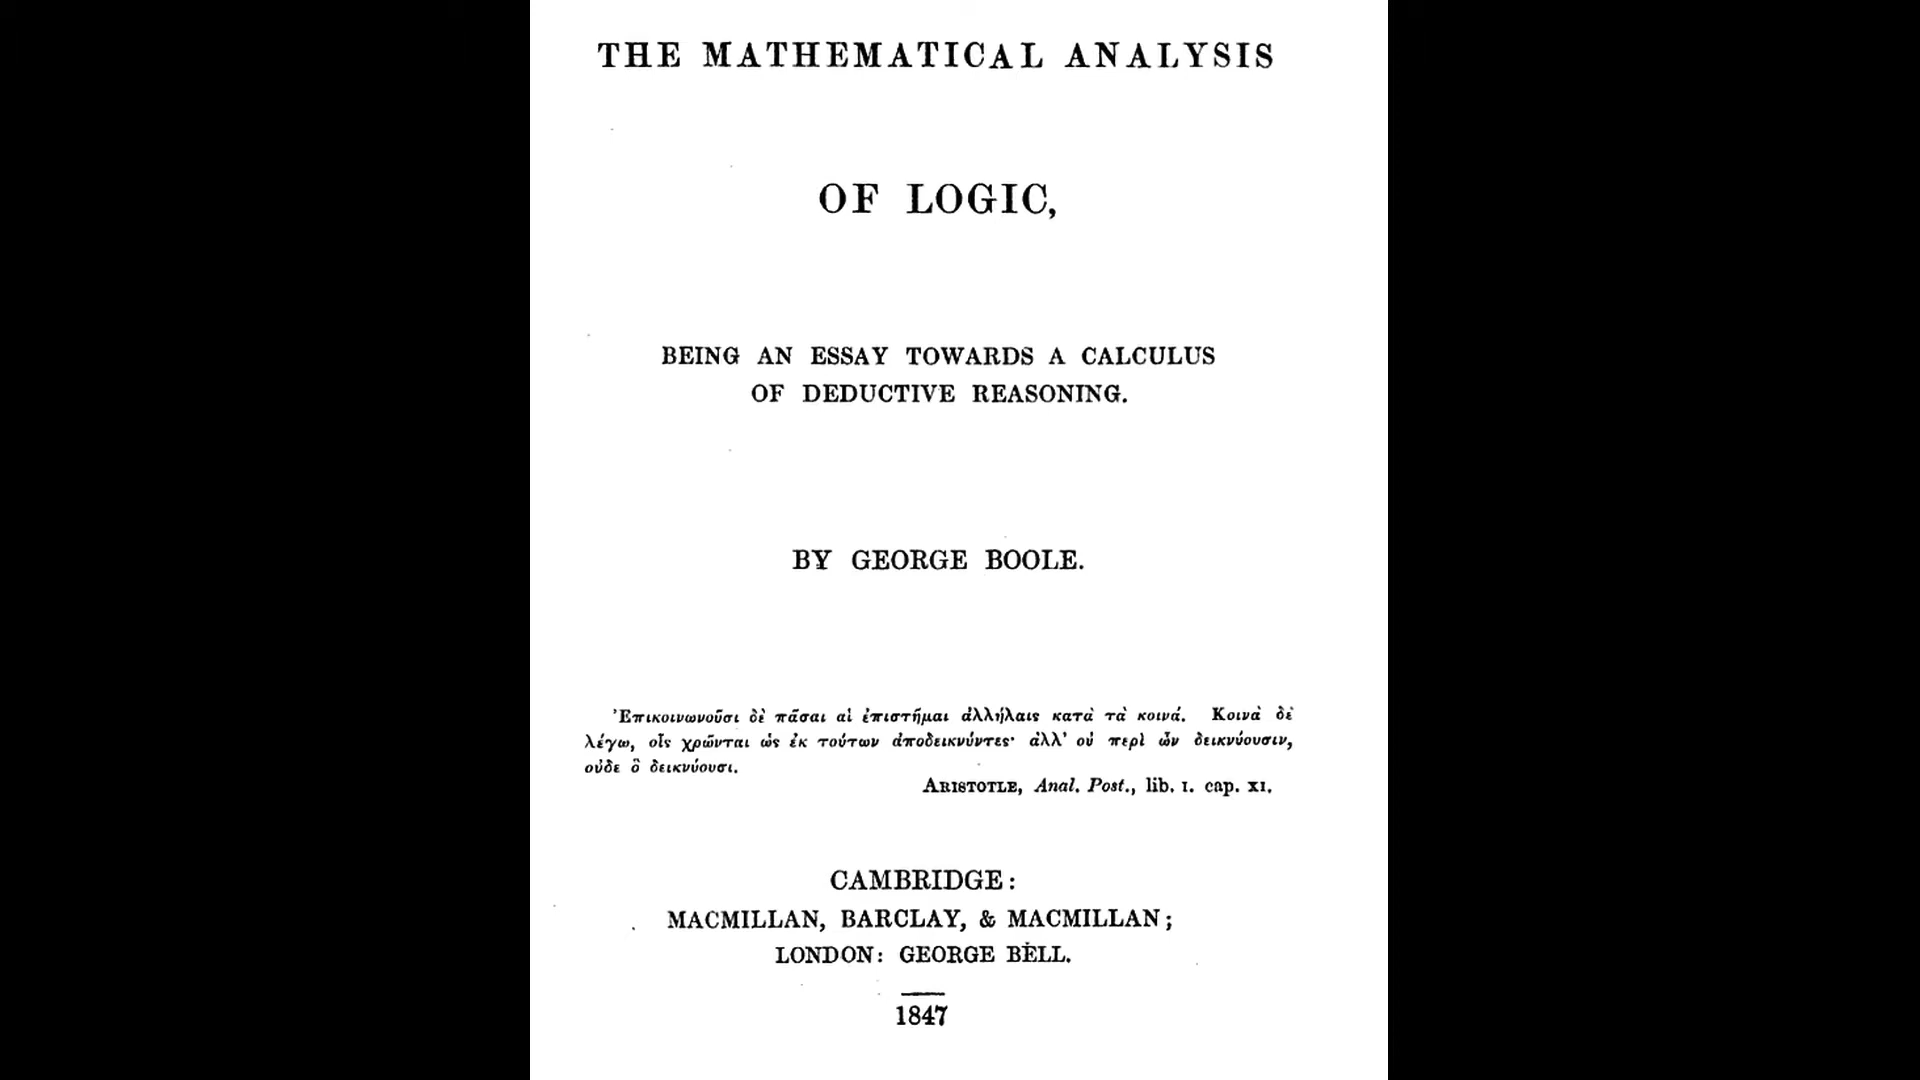 THE MATHEMATICAL ANALYSIS
OF LOGIC,
BEING AN ESSAY TOWARDS A CALCULUS
OF DEDUCTIVE REASONING.
BY GEORGE BOOLE.
Ἐπικοινωνοῦσι δὲ πᾶσαι αἱ ἐπιστῆμαι ἀλλήλαις κατὰ τὰ κοινά. Κοινὰ δὲ
λέγω, οἷς χρῶνται ὡς ἐκ τούτων ἀποδεικνύντες· ἀλλ' οὐ περὶ ὧν δεικνύουσιν,
οὐδε ὃ δεικνύουσι.
ARISTOTLE, Anal. Post., lib. I. cap. XI.
CAMBRIDGE:
MACMILLAN, BARCLAY, & MACMILLAN;
LONDON: GEORGE BELL.
1847